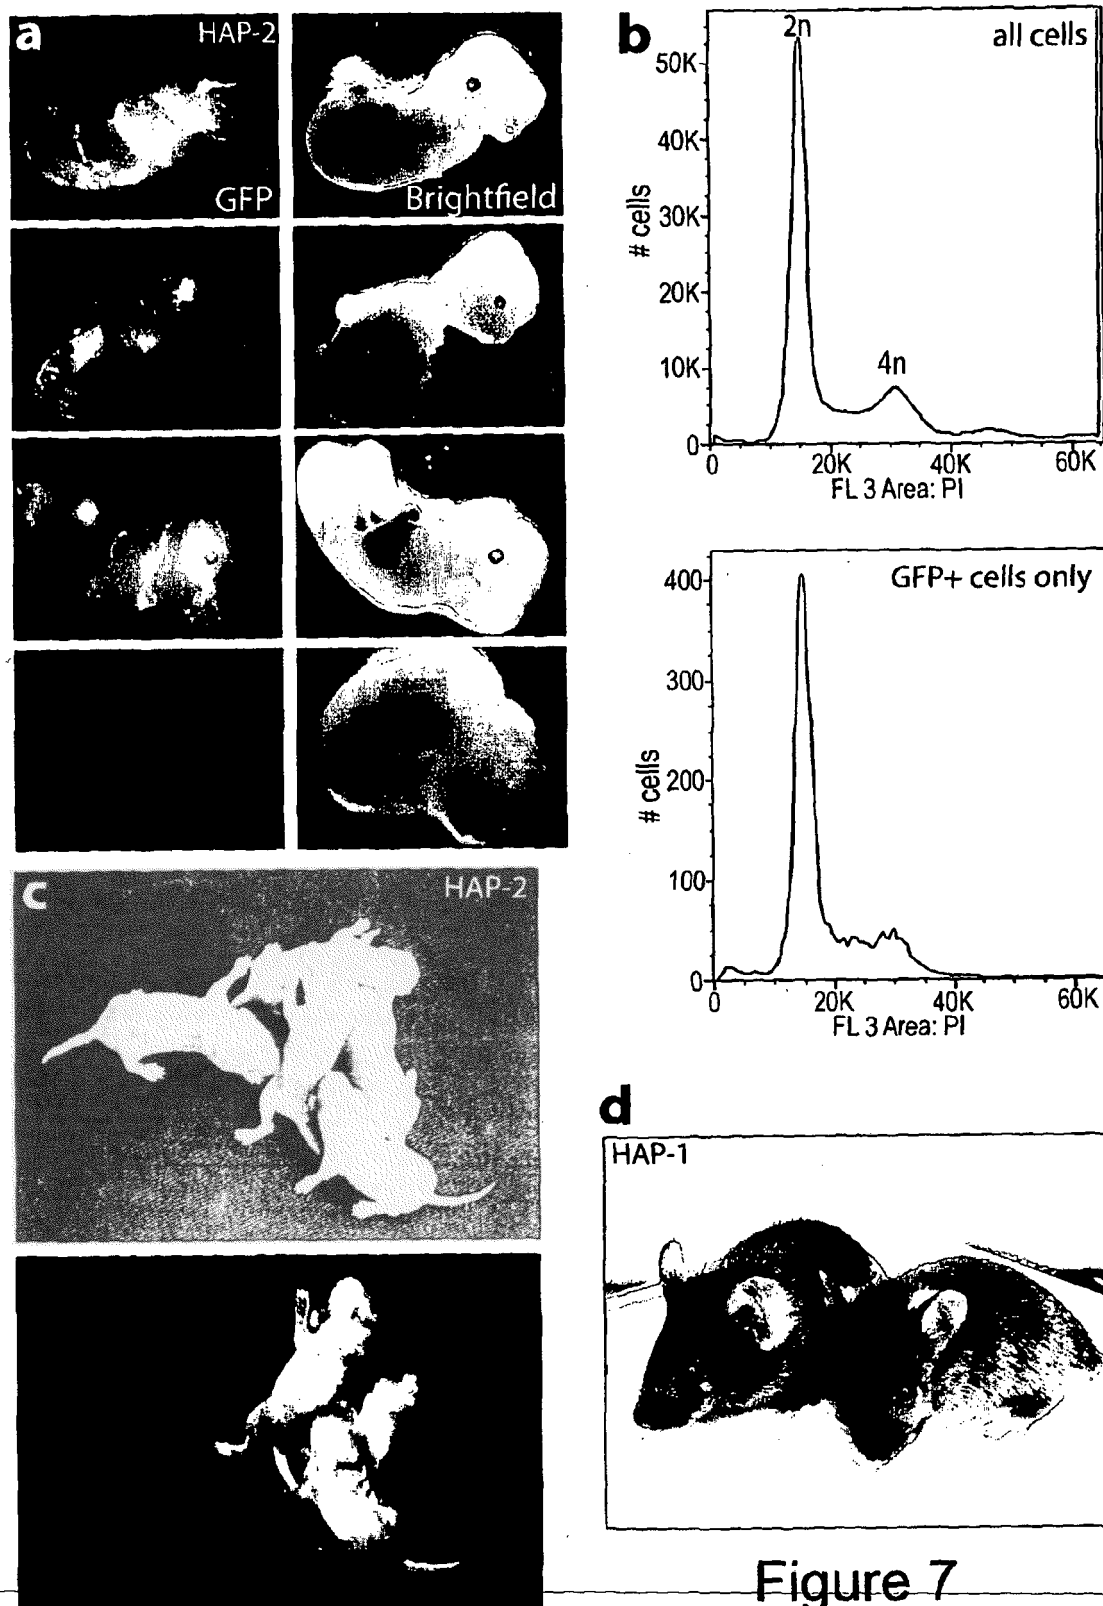 a
HAP-2
GFP
Brightfield
b
all cells
2n
4n
# cells
50K
40K
30K
20K
10K
0
0 20K 40K 60K
FL 3 Area: PI
GFP+ cells only
# cells
400
300
200
100
0
0 20K 40K 60K
FL 3 Area: PI
c
HAP-2
d
HAP-1
Figure 7